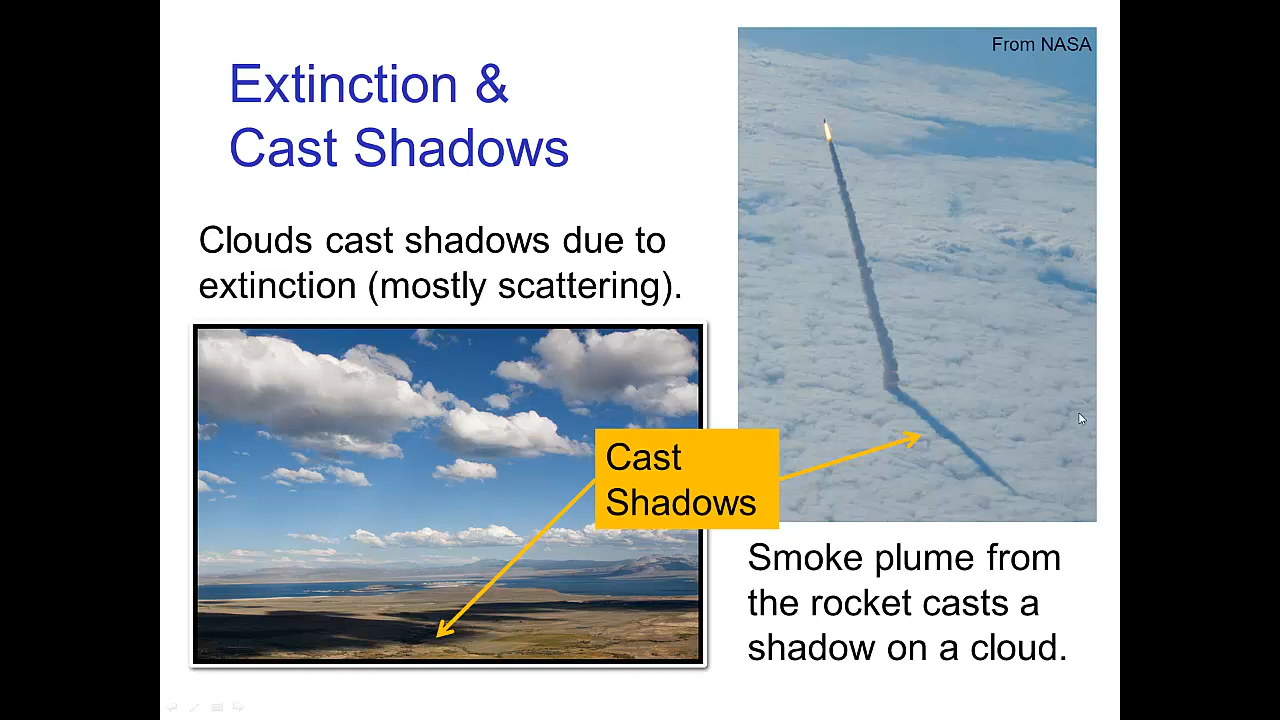 Extinction &
Cast Shadows
From NASA
Clouds cast shadows due to
extinction (mostly scattering).
Cast
Shadows
Smoke plume from
the rocket casts a
shadow on a cloud.